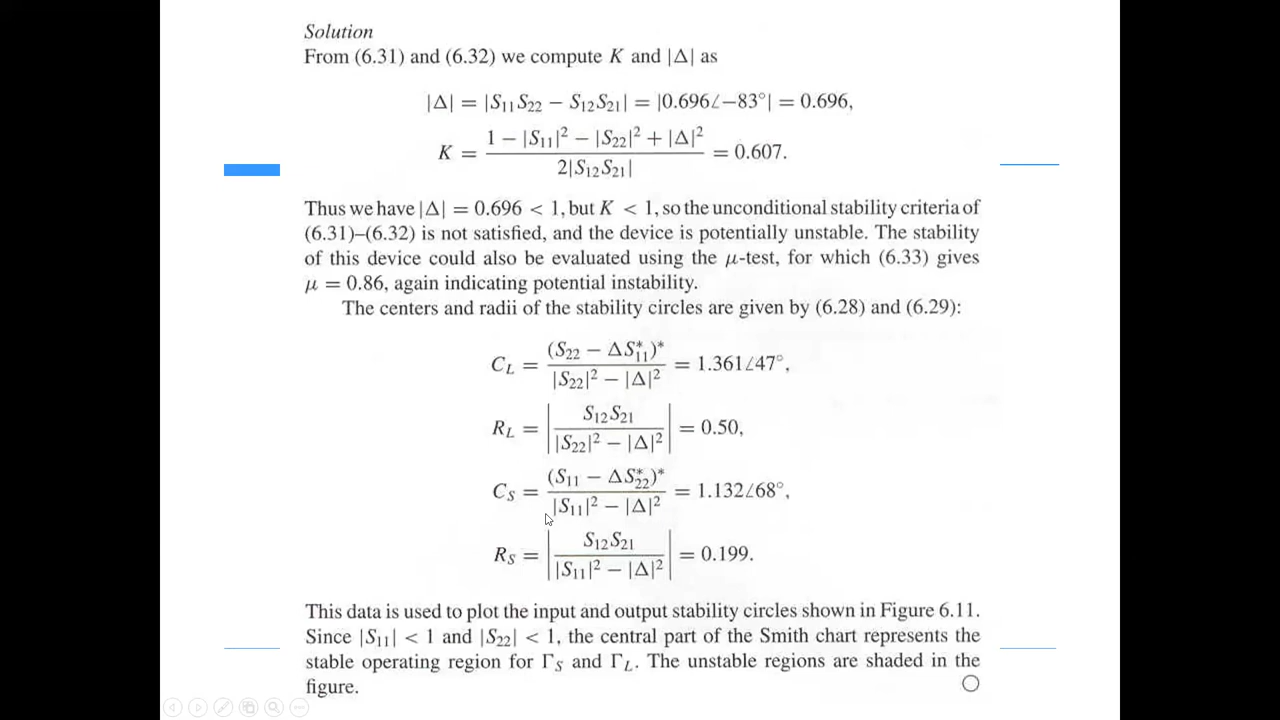 Solution
From (6.31) and (6.32) we compute K and |Δ| as
|Δ| = |S₁₁S₂₂ − S₁₂S₂₁| = |0.696∠−83°| = 0.696,
K = (1 − |S₁₁|² − |S₂₂|² + |Δ|²) / (2|S₁₂S₂₁|) = 0.607.
Thus we have |Δ| = 0.696 < 1, but K < 1, so the unconditional stability criteria of
(6.31)–(6.32) is not satisfied, and the device is potentially unstable. The stability
of this device could also be evaluated using the μ-test, for which (6.33) gives
μ = 0.86, again indicating potential instability.
The centers and radii of the stability circles are given by (6.28) and (6.29):
C_L = (S₂₂ − ΔS₁₁*)* / (|S₂₂|² − |Δ|²) = 1.361∠47°,
R_L = |S₁₂S₂₁ / (|S₂₂|² − |Δ|²)| = 0.50,
C_S = (S₁₁ − ΔS₂₂*)* / (|S₁₁|² − |Δ|²) = 1.132∠68°,
R_S = |S₁₂S₂₁ / (|S₁₁|² − |Δ|²)| = 0.199.
This data is used to plot the input and output stability circles shown in Figure 6.11.
Since |S₁₁| < 1 and |S₂₂| < 1, the central part of the Smith chart represents the
stable operating region for Γ_S and Γ_L. The unstable regions are shaded in the
figure.